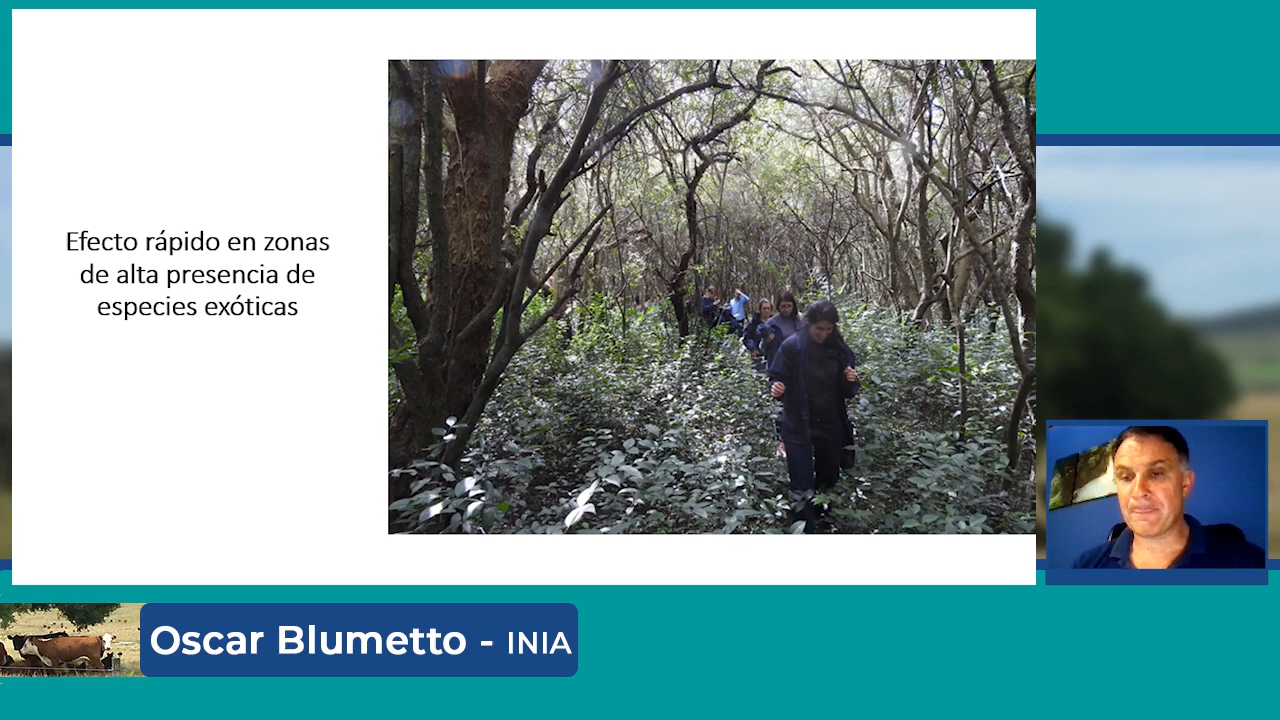 Efecto rápido en zonas
de alta presencia de
especies exóticas
Oscar Blumetto - INIA